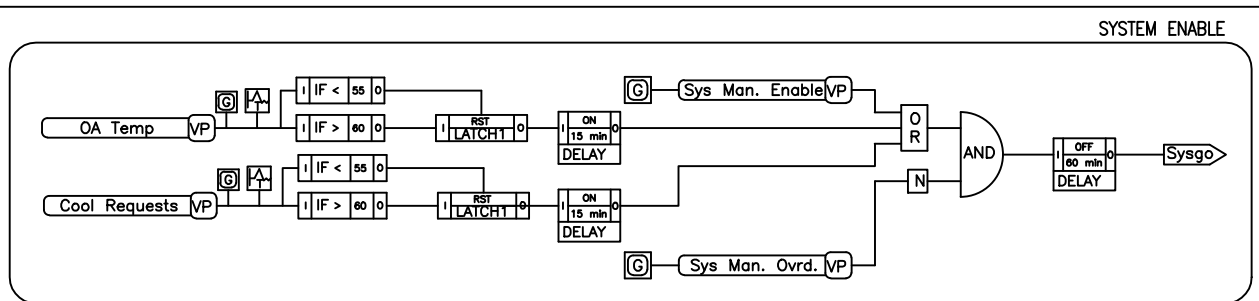 SYSTEM ENABLE
G
I IF < 55 O
G Sys Man. Enable VP
OA Temp VP
I IF > 60 O
I RST LATCH1 O
I ON 15 min O
DELAY
OR
G
I IF < 55 O
AND
I OFF 60 min O
DELAY
Sysgo
N
Cool Requests VP
I IF > 60 O
I RST LATCH1 O
I ON 15 min O
DELAY
G Sys Man. Ovrd. VP